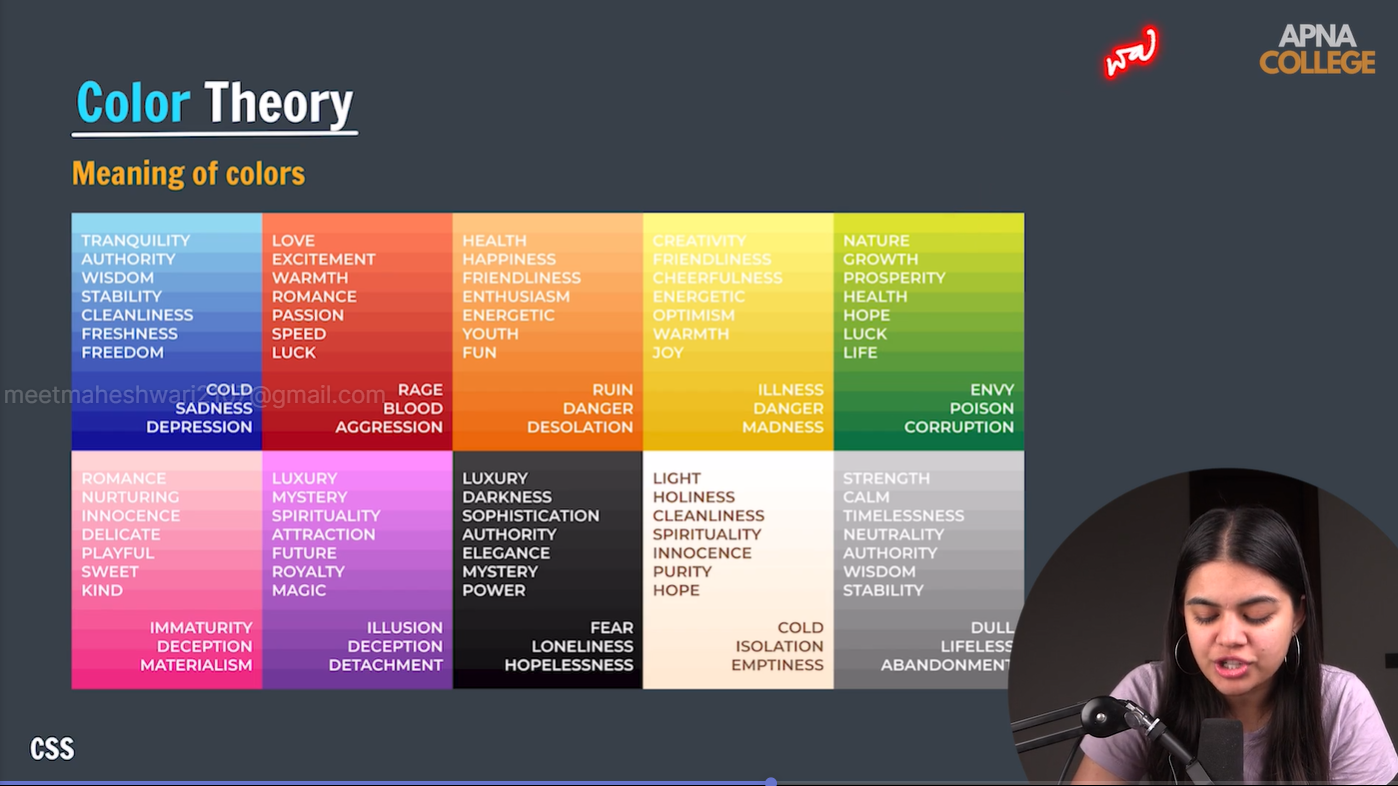 APNA
COLLEGE
Color Theory
Meaning of colors
TRANQUILITY
AUTHORITY
WISDOM
STABILITY
CLEANLINESS
FRESHNESS
FREEDOM
COLD
SADNESS
DEPRESSION
LOVE
EXCITEMENT
WARMTH
ROMANCE
PASSION
SPEED
LUCK
RAGE
BLOOD
AGGRESSION
HEALTH
HAPPINESS
FRIENDLINESS
ENTHUSIASM
ENERGETIC
YOUTH
FUN
RUIN
DANGER
DESOLATION
CREATIVITY
FRIENDLINESS
CHEERFULNESS
ENERGETIC
OPTIMISM
WARMTH
JOY
ILLNESS
DANGER
MADNESS
NATURE
GROWTH
PROSPERITY
HEALTH
HOPE
LUCK
LIFE
ENVY
POISON
CORRUPTION
ROMANCE
NURTURING
INNOCENCE
DELICATE
PLAYFUL
SWEET
KIND
IMMATURITY
DECEPTION
MATERIALISM
LUXURY
MYSTERY
SPIRITUALITY
ATTRACTION
FUTURE
ROYALTY
MAGIC
ILLUSION
DECEPTION
DETACHMENT
LUXURY
DARKNESS
SOPHISTICATION
AUTHORITY
ELEGANCE
MYSTERY
POWER
FEAR
LONELINESS
HOPELESSNESS
LIGHT
HOLINESS
CLEANLINESS
SPIRITUALITY
INNOCENCE
PURITY
HOPE
COLD
ISOLATION
EMPTINESS
STRENGTH
CALM
TIMELESSNESS
NEUTRALITY
AUTHORITY
WISDOM
STABILITY
DULL
LIFELESS
ABANDONMENT
CSS